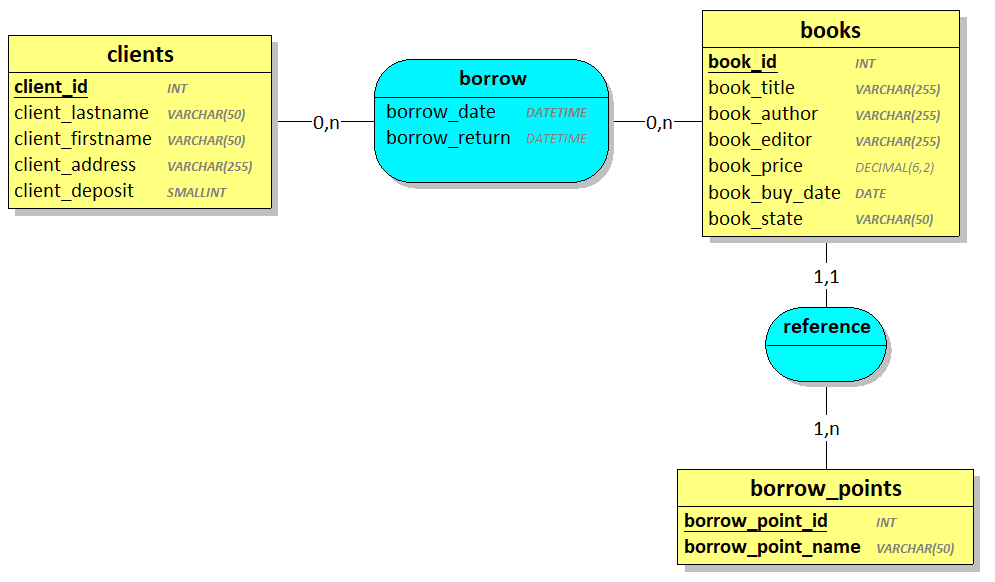 clients
client_id INT
client_lastname VARCHAR(50)
client_firstname VARCHAR(50)
client_address VARCHAR(255)
client_deposit SMALLINT
0,n
borrow
borrow_date DATETIME
borrow_return DATETIME
0,n
books
book_id INT
book_title VARCHAR(255)
book_author VARCHAR(255)
book_editor VARCHAR(255)
book_price DECIMAL(6,2)
book_buy_date DATE
book_state VARCHAR(50)
1,1
reference
1,n
borrow_points
borrow_point_id INT
borrow_point_name VARCHAR(50)